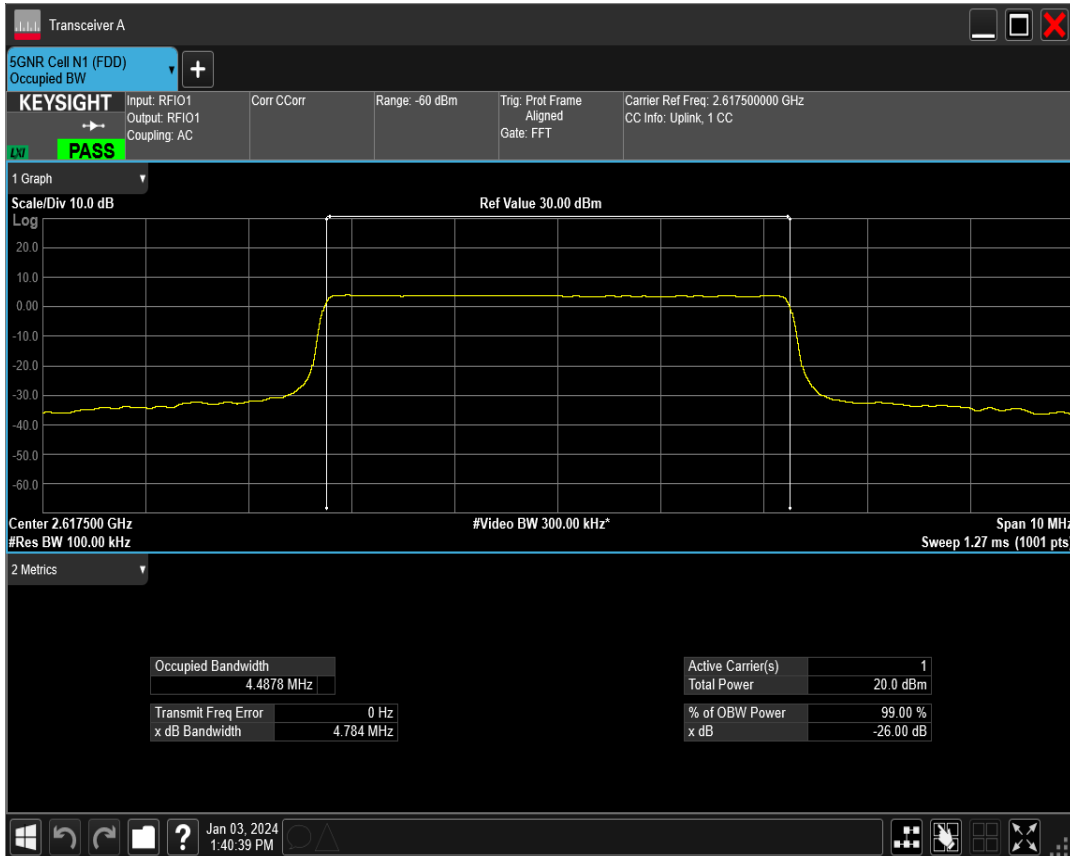 Transceiver A
5GNR Cell N1 (FDD)
Occupied BW
+
KEYSIGHT
LXI
PASS
Input: RFIO1
Output: RFIO1
Coupling: AC
Corr CCorr
Range: -60 dBm
Trig: Prot Frame
Aligned
Gate: FFT
Carrier Ref Freq: 2.617500000 GHz
CC Info: Uplink, 1 CC
1 Graph
Scale/Div 10.0 dB
Ref Value 30.00 dBm
Log
20.0
10.0
0.00
-10.0
-20.0
-30.0
-40.0
-50.0
-60.0
Center 2.617500 GHz
#Video BW 300.00 kHz*
Span 10 MHz
#Res BW 100.00 kHz
Sweep 1.27 ms (1001 pts)
2 Metrics
Occupied Bandwidth
4.4878 MHz
Transmit Freq Error 0 Hz
x dB Bandwidth 4.784 MHz
Active Carrier(s) 1
Total Power 20.0 dBm
% of OBW Power 99.00 %
x dB -26.00 dB
?
Jan 03, 2024
1:40:39 PM